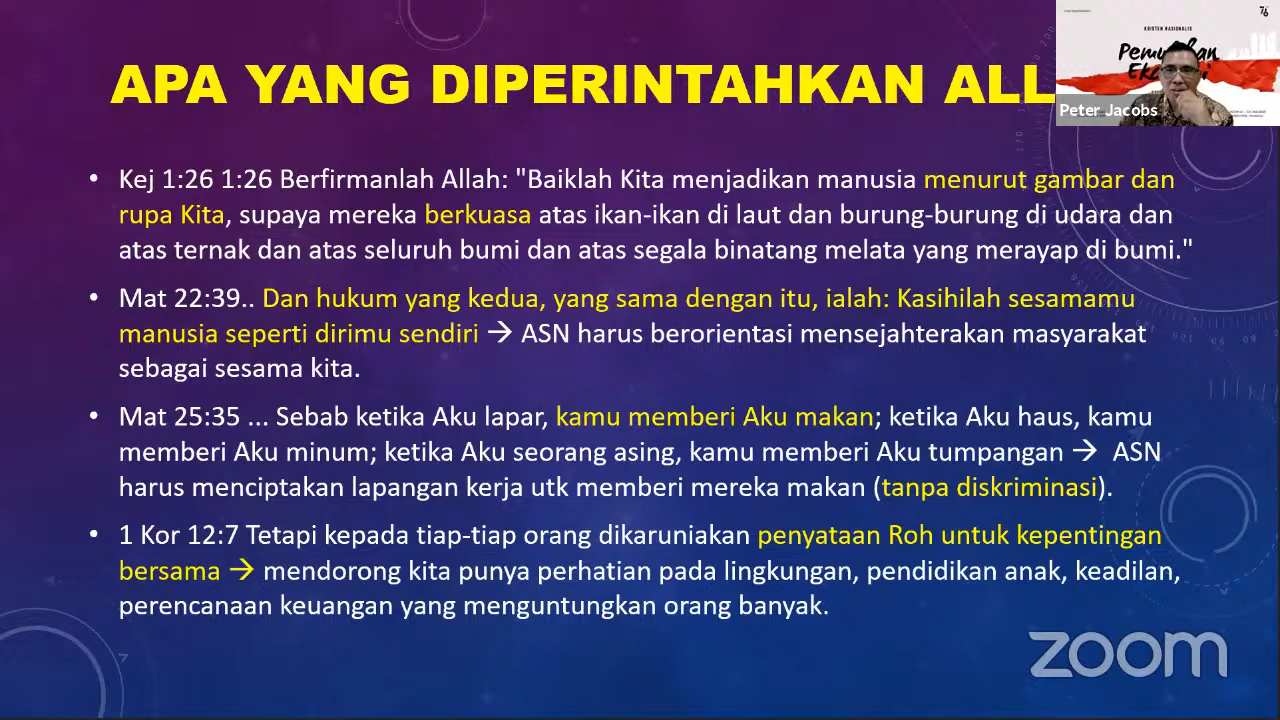 APA YANG DIPERINTAHKAN ALL
• Kej 1:26 1:26 Berfirmanlah Allah: "Baiklah Kita menjadikan manusia menurut gambar dan
rupa Kita, supaya mereka berkuasa atas ikan-ikan di laut dan burung-burung di udara dan
atas ternak dan atas seluruh bumi dan atas segala binatang melata yang merayap di bumi."
• Mat 22:39.. Dan hukum yang kedua, yang sama dengan itu, ialah: Kasihilah sesamamu
manusia seperti dirimu sendiri → ASN harus berorientasi mensejahterakan masyarakat
sebagai sesama kita.
• Mat 25:35 ... Sebab ketika Aku lapar, kamu memberi Aku makan; ketika Aku haus, kamu
memberi Aku minum; ketika Aku seorang asing, kamu memberi Aku tumpangan → ASN
harus menciptakan lapangan kerja utk memberi mereka makan (tanpa diskriminasi).
• 1 Kor 12:7 Tetapi kepada tiap-tiap orang dikaruniakan penyataan Roh untuk kepentingan
bersama → mendorong kita punya perhatian pada lingkungan, pendidikan anak, keadilan,
perencanaan keuangan yang menguntungkan orang banyak.
76
KRISTEN NASIONALIS
Peter Jacobs
zoom